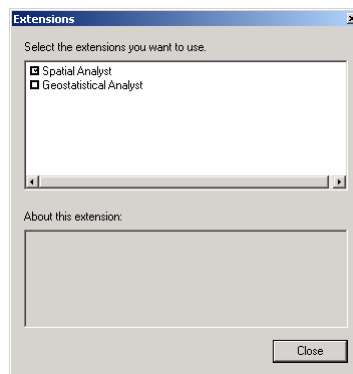 Extensions
Select the extensions you want to use.
Spatial Analyst
Geostatistical Analyst
About this extension:
Close